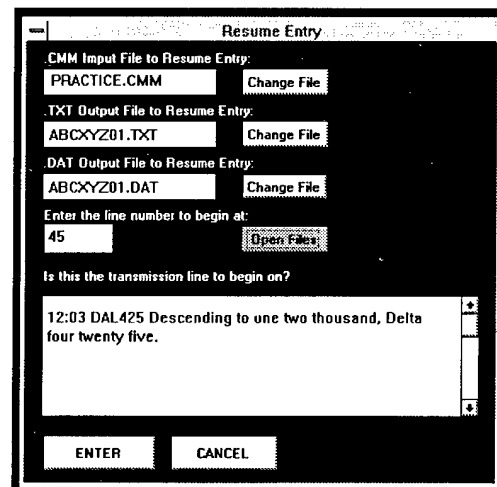 Resume Entry
.CMM Imput File to Resume Entry:
PRACTICE.CMM Change File
.TXT Output File to Resume Entry:
ABCXYZ01.TXT Change File
.DAT Output File to Resume Entry:
ABCXYZ01.DAT Change File
Enter the line number to begin at:
45 Open Files
Is this the transmission line to begin on?
12:03 DAL425 Descending to one two thousand, Delta
four twenty five.
ENTER CANCEL